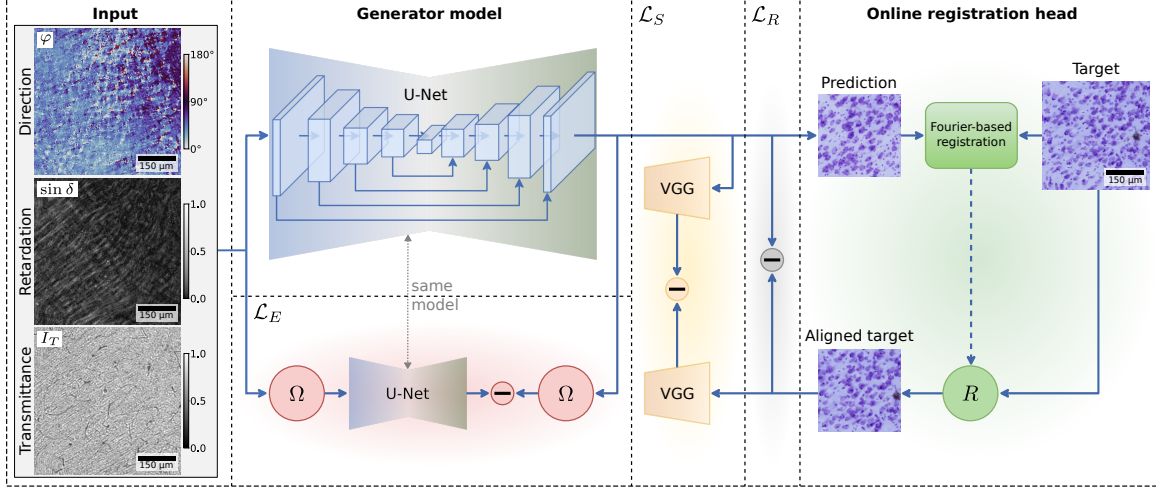 Input
Generator model
ℒ_S
ℒ_R
Online registration head
Direction
φ
180°
90°
0°
150 μm
Retardation
sin δ
1.0
0.5
0.0
150 μm
Transmittance
I_T
1.0
0.5
0.0
150 μm
U-Net
same
model
ℒ_E
Ω
U-Net
Ω
VGG
VGG
Prediction
Target
Fourier-based
registration
150 μm
Aligned target
R